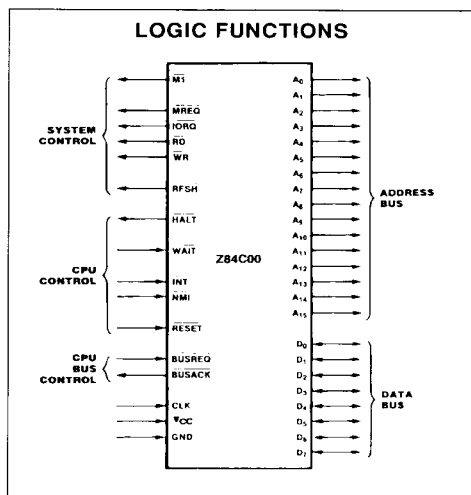 LOGIC FUNCTIONS
SYSTEM
CONTROL
M1
MREQ
IORQ
RD
WR
RFSH
CPU
CONTROL
HALT
WAIT
INT
NMI
RESET
CPU
BUS
CONTROL
BUSREQ
BUSACK
CLK
VCC
GND
Z84C00
A0
A1
A2
A3
A4
A5
A6
A7
A8
A9
A10
A11
A12
A13
A14
A15
ADDRESS
BUS
D0
D1
D2
D3
D4
D5
D6
D7
DATA
BUS